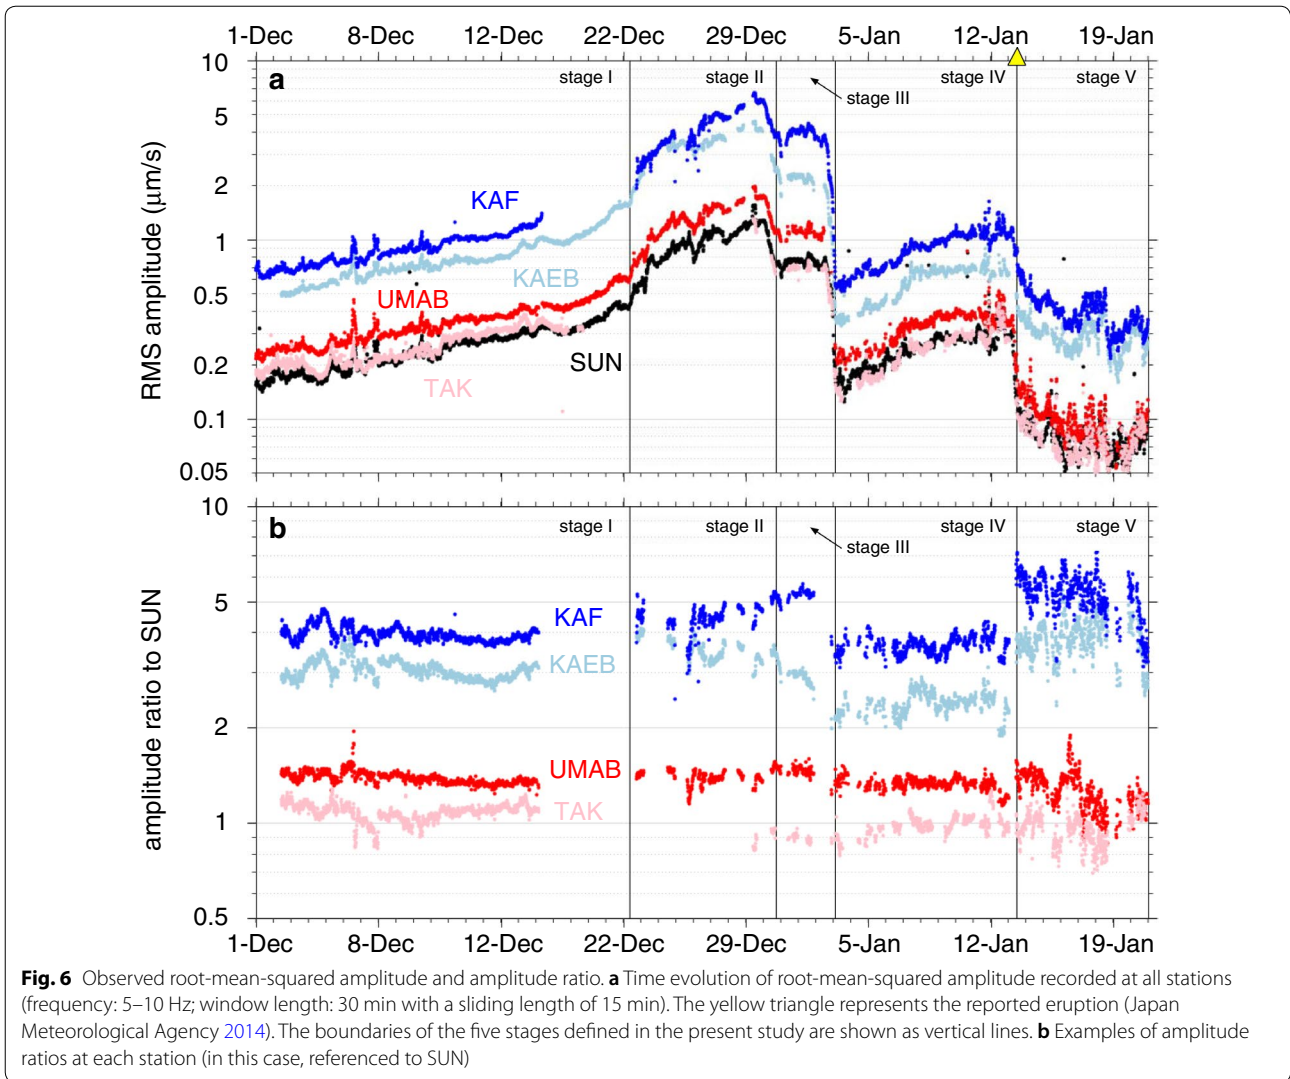 1-Dec 8-Dec 12-Dec 22-Dec 29-Dec 5-Jan 12-Jan 19-Jan
10
a
stage I
stage II
stage III
stage IV
stage V
5
2
1
0.5
0.2
0.1
0.05
RMS amplitude (μm/s)
KAF
KAEB
UMAB
SUN
TAK
10
b
stage I
stage II
stage III
stage IV
stage V
5
2
1
0.5
amplitude ratio to SUN
KAF
KAEB
UMAB
TAK
1-Dec 8-Dec 12-Dec 22-Dec 29-Dec 5-Jan 12-Jan 19-Jan
Fig. 6 Observed root-mean-squared amplitude and amplitude ratio. a Time evolution of root-mean-squared amplitude recorded at all stations
(frequency: 5–10 Hz; window length: 30 min with a sliding length of 15 min). The yellow triangle represents the reported eruption (Japan
Meteorological Agency 2014). The boundaries of the five stages defined in the present study are shown as vertical lines. b Examples of amplitude
ratios at each station (in this case, referenced to SUN)